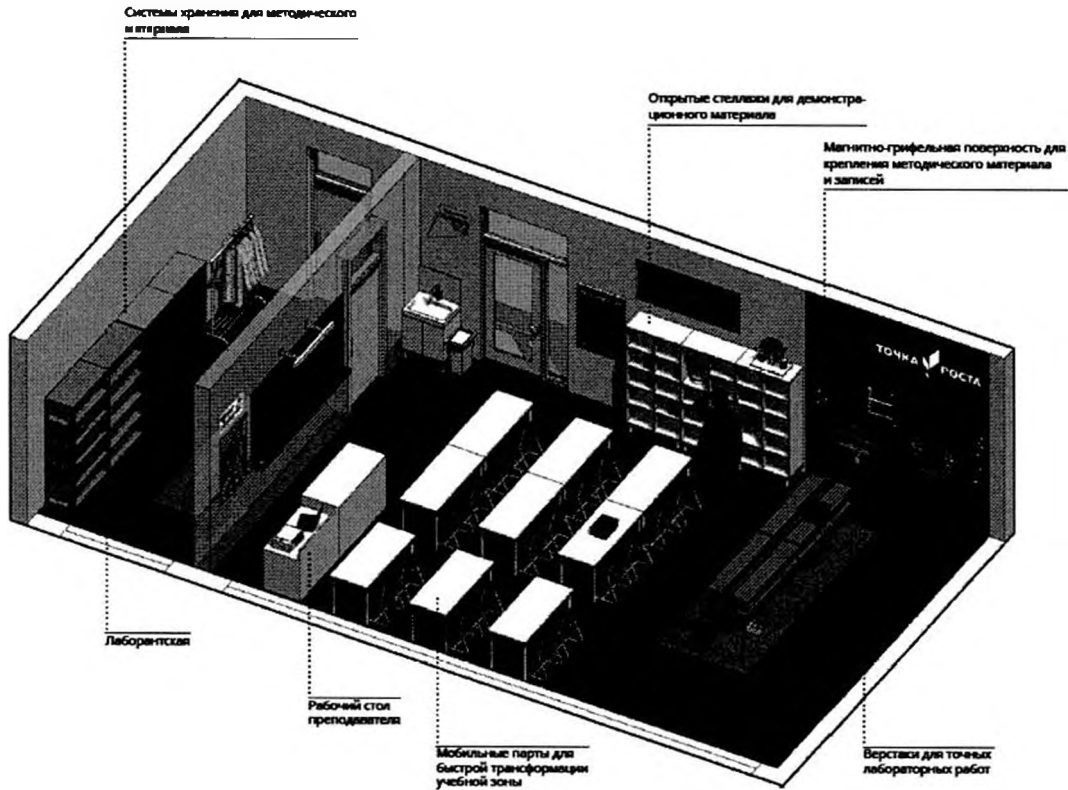 Системы хранения для методического
материала
Открытые стеллажи для демонстра-
ционного материала
Магнитно-грифельная поверхность для
крепления методического материала
и записей
ТОЧКА РОСТА
Лаборантская
Рабочий стол
преподавателя
Мобильные парты для
быстрой трансформации
учебной зоны
Верстаки для точных
лабораторных работ